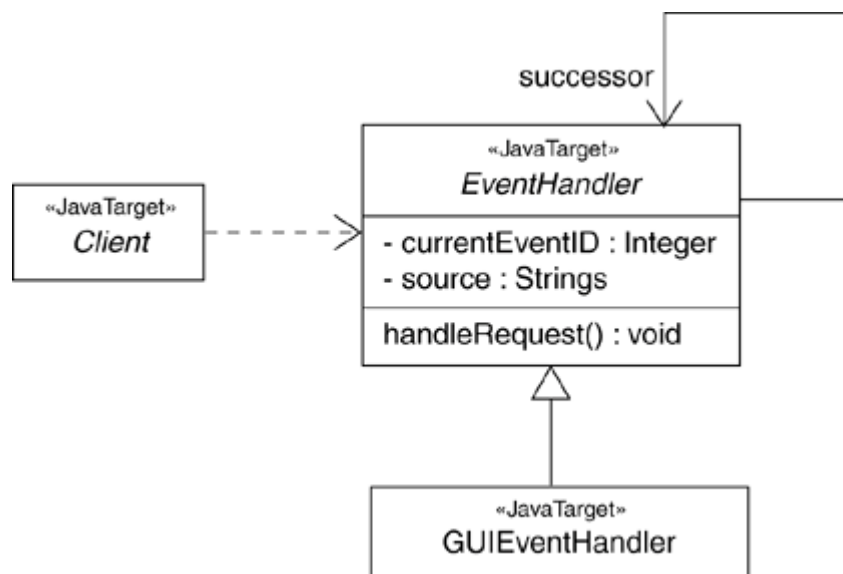 successor
«JavaTarget»
EventHandler
- currentEventID : Integer
- source : Strings
handleRequest() : void
«JavaTarget»
Client
«JavaTarget»
GUIEventHandler